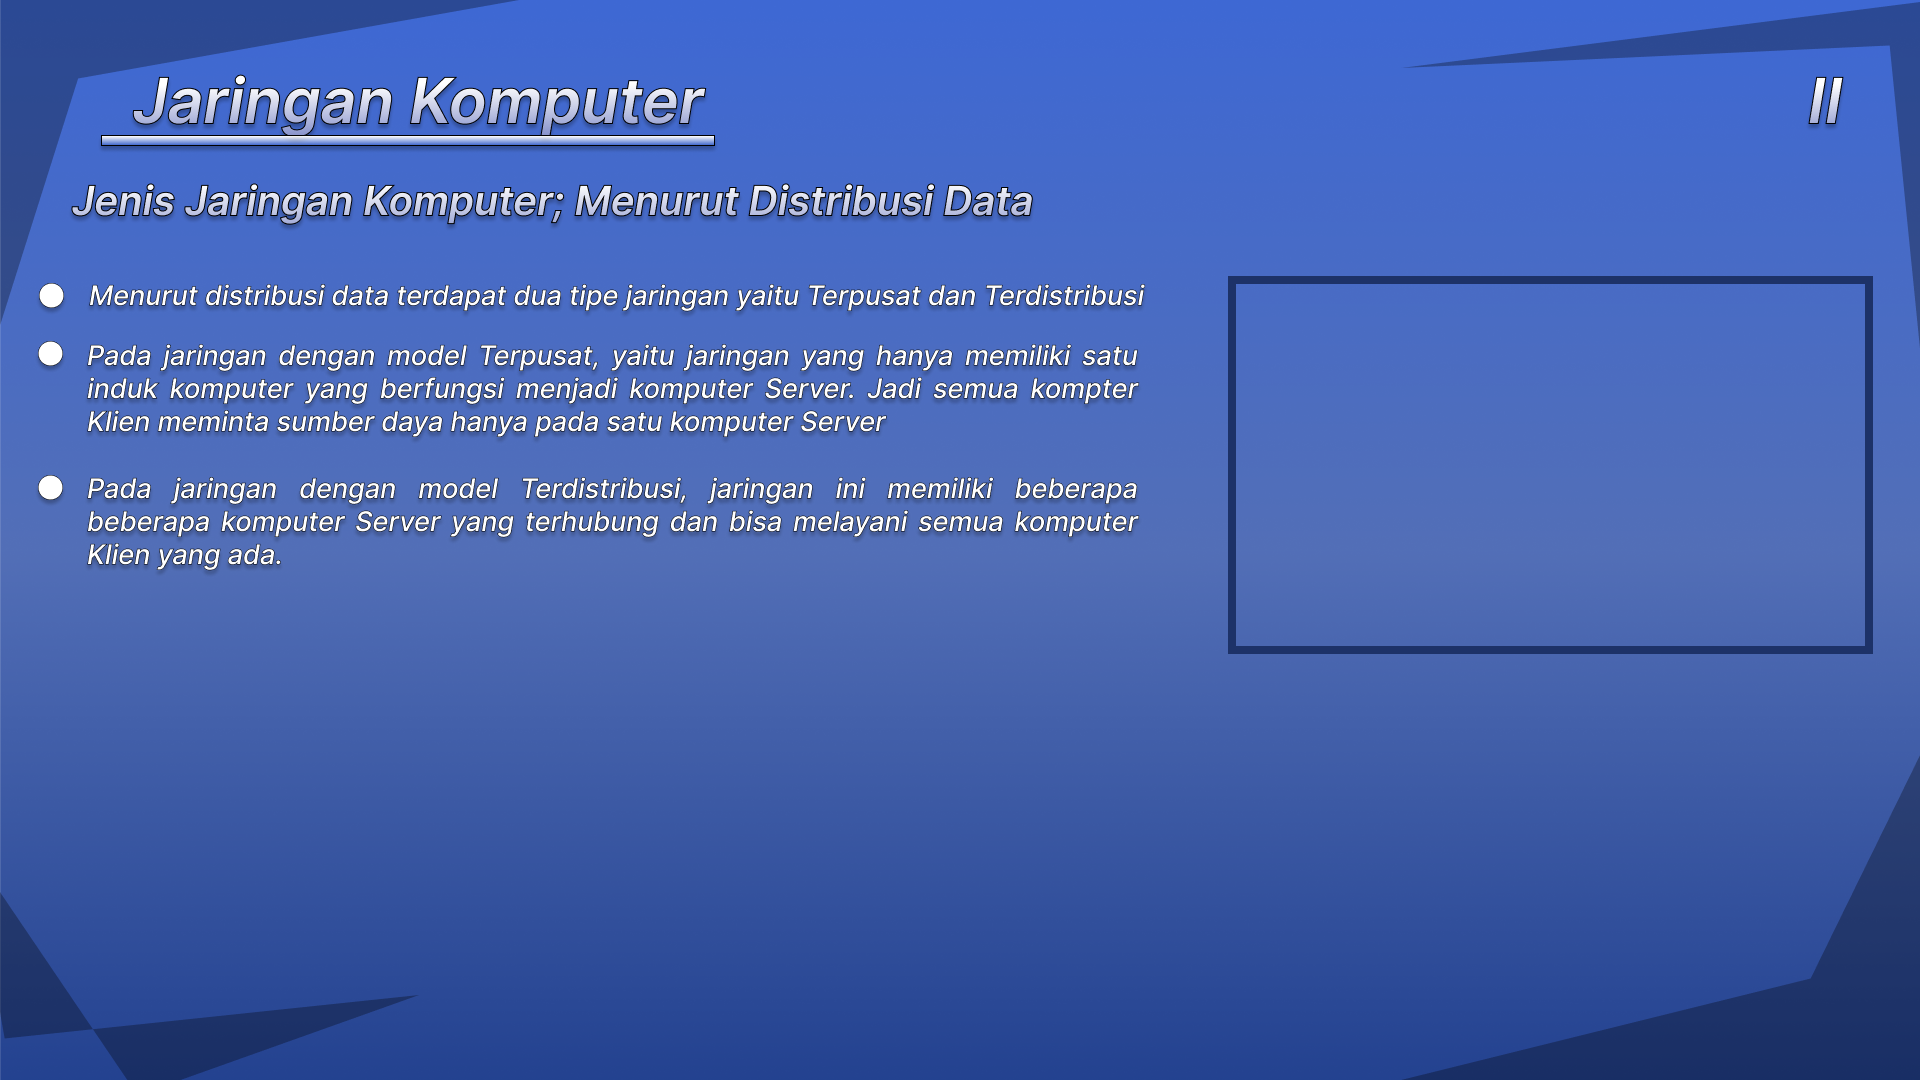 Jaringan Komputer
II
Jenis Jaringan Komputer; Menurut Distribusi Data
Menurut distribusi data terdapat dua tipe jaringan yaitu Terpusat dan Terdistribusi
Pada jaringan dengan model Terpusat, yaitu jaringan yang hanya memiliki satu
induk komputer yang berfungsi menjadi komputer Server. Jadi semua kompter
Klien meminta sumber daya hanya pada satu komputer Server
Pada jaringan dengan model Terdistribusi, jaringan ini memiliki beberapa
beberapa komputer Server yang terhubung dan bisa melayani semua komputer
Klien yang ada.